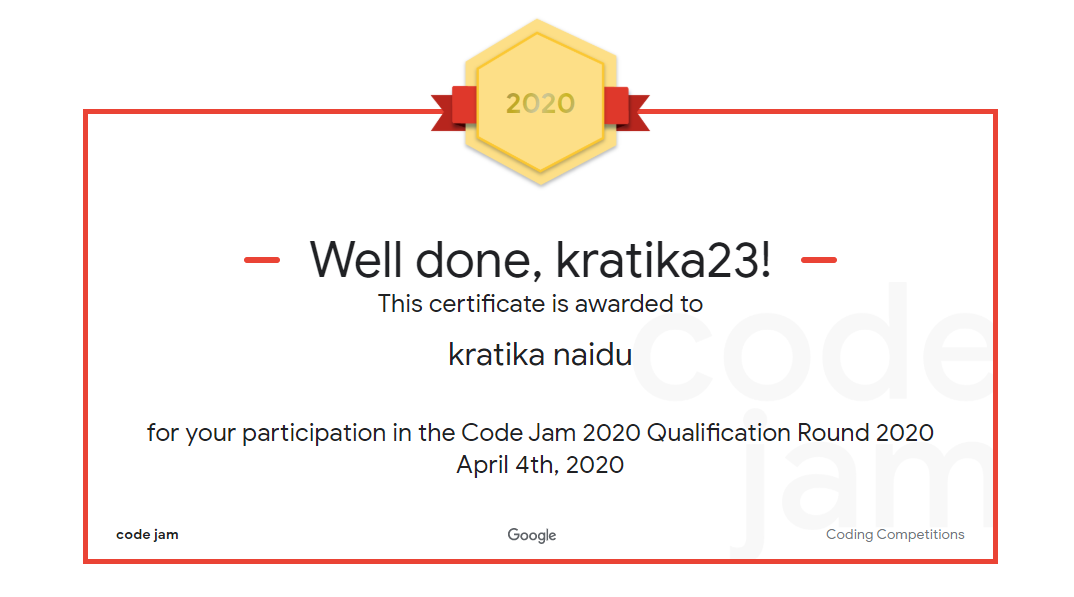 2020
Well done, kratika23!
This certificate is awarded to
kratika naidu
for your participation in the Code Jam 2020 Qualification Round 2020
April 4th, 2020
code
jam
code jam
Google
Coding Competitions